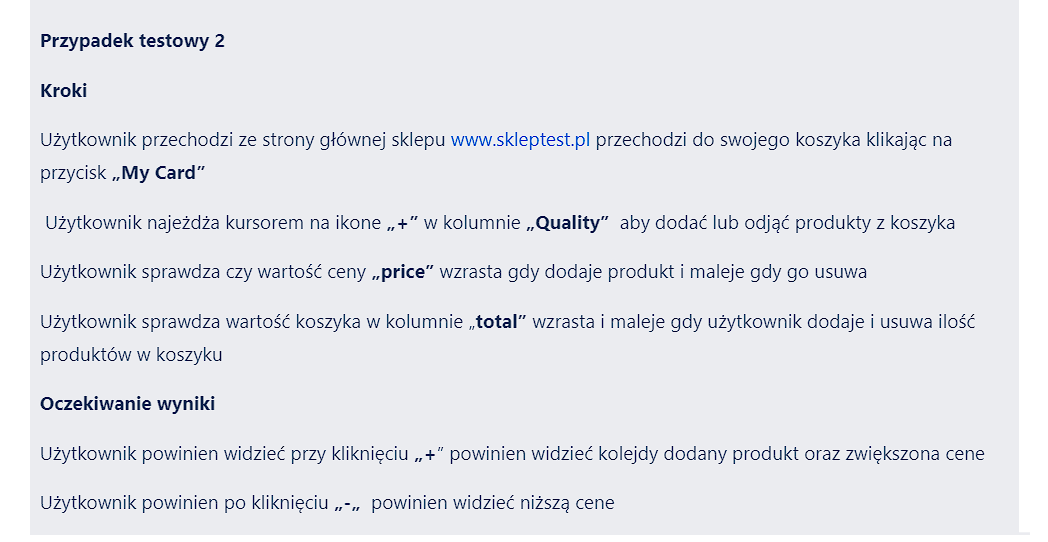 Przypadek testowy 2
Kroki
Użytkownik przechodzi ze strony głównej sklepu www.skleptest.pl przechodzi do swojego koszyka klikając na
przycisk „My Card”
Użytkownik najeżdża kursorem na ikone „+” w kolumnie „Quality” aby dodać lub odjąć produkty z koszyka
Użytkownik sprawdza czy wartość ceny „price” wzrasta gdy dodaje produkt i maleje gdy go usuwa
Użytkownik sprawdza wartość koszyka w kolumnie „total” wzrasta i maleje gdy użytkownik dodaje i usuwa ilość
produktów w koszyku
Oczekiwanie wyniki
Użytkownik powinien widzieć przy kliknięciu „+” powinien widzieć kolejdy dodany produkt oraz zwiększona cene
Użytkownik powinien po kliknięciu „-„ powinien widzieć niższą cene